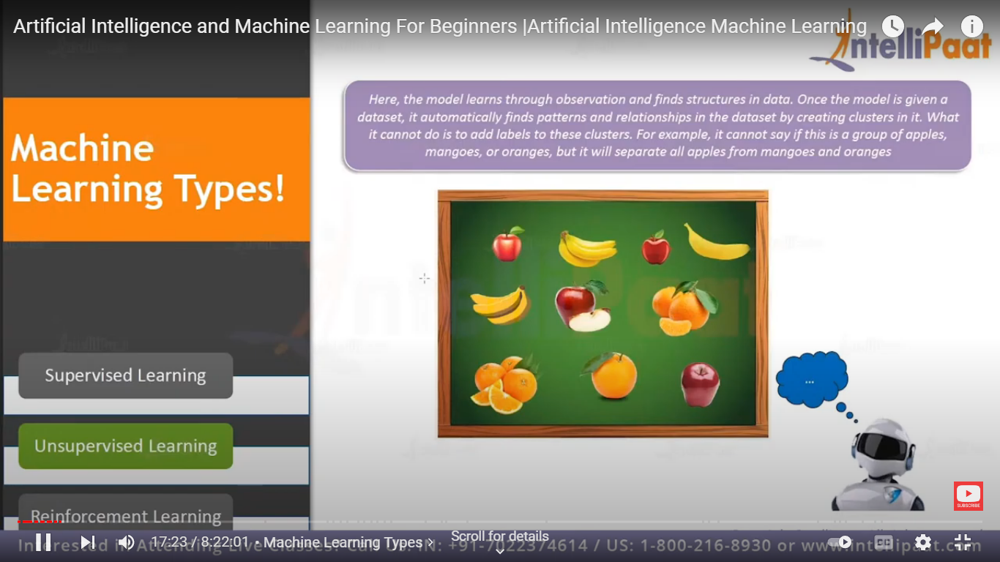 Artificial Intelligence and Machine Learning For Beginners |Artificial Intelligence Machine Learning
IntelliPaat
Here, the model learns through observation and finds structures in data. Once the model is given a
dataset, it automatically finds patterns and relationships in the dataset by creating clusters in it. What
it cannot do is to add labels to these clusters. For example, it cannot say if this is a group of apples,
mangoes, or oranges, but it will separate all apples from mangoes and oranges
Machine
Learning Types!
Supervised Learning
Unsupervised Learning
Reinforcement Learning
...
SUBSCRIBE
Scroll for details
17:23 / 8:22:01 • Machine Learning Types ›
Interested in Attending Live Classes? Call Us: IN: +91-7022374614 / US: 1-800-216-8930 or www.intellipaat.com
CC